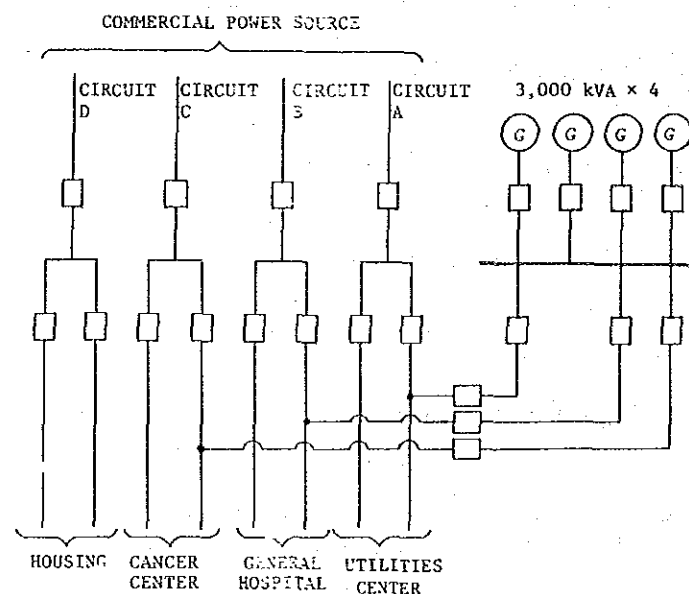 COMMERCIAL POWER SOURCE
CIRCUIT D
CIRCUIT C
CIRCUIT B
CIRCUIT A
3,000 kVA × 4
G G G G
HOUSING
CANCER CENTER
GENERAL HOSPITAL
UTILITIES CENTER